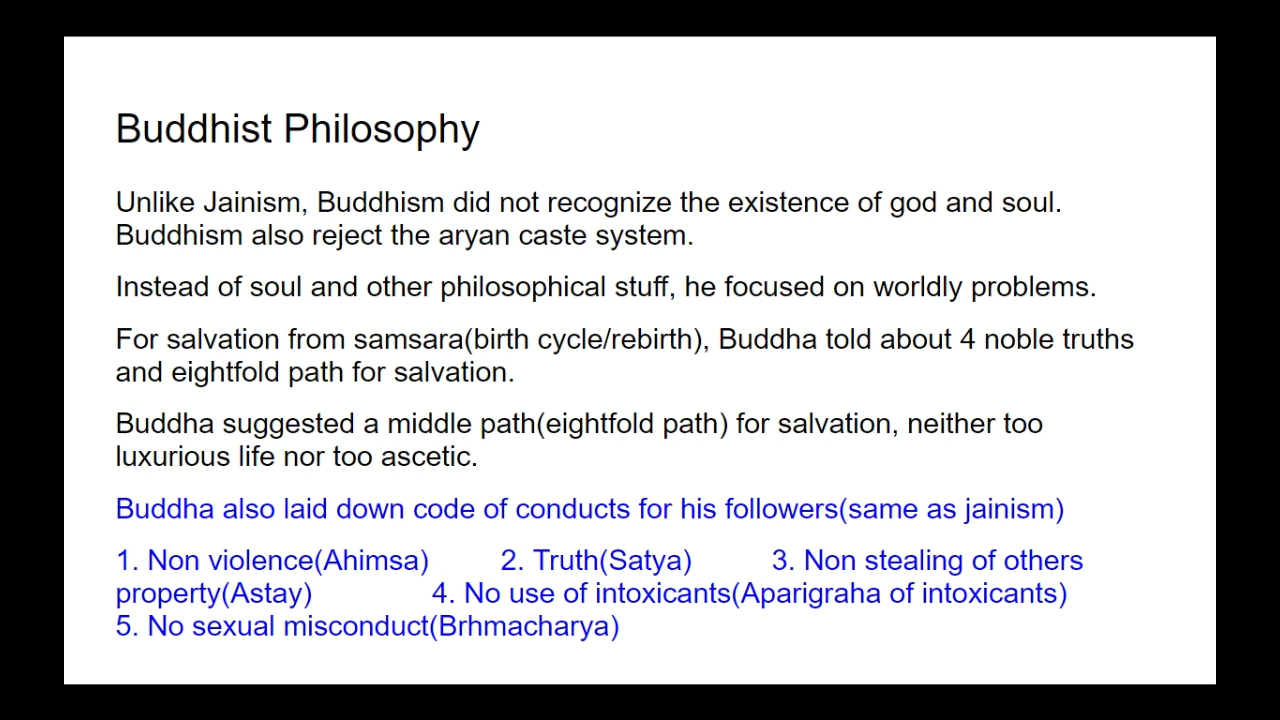 Buddhist Philosophy
Unlike Jainism, Buddhism did not recognize the existence of god and soul.
Buddhism also reject the aryan caste system.
Instead of soul and other philosophical stuff, he focused on worldly problems.
For salvation from samsara(birth cycle/rebirth), Buddha told about 4 noble truths
and eightfold path for salvation.
Buddha suggested a middle path(eightfold path) for salvation, neither too
luxurious life nor too ascetic.
Buddha also laid down code of conducts for his followers(same as jainism)
1. Non violence(Ahimsa) 2. Truth(Satya) 3. Non stealing of others
property(Astay) 4. No use of intoxicants(Aparigraha of intoxicants)
5. No sexual misconduct(Brhmacharya)